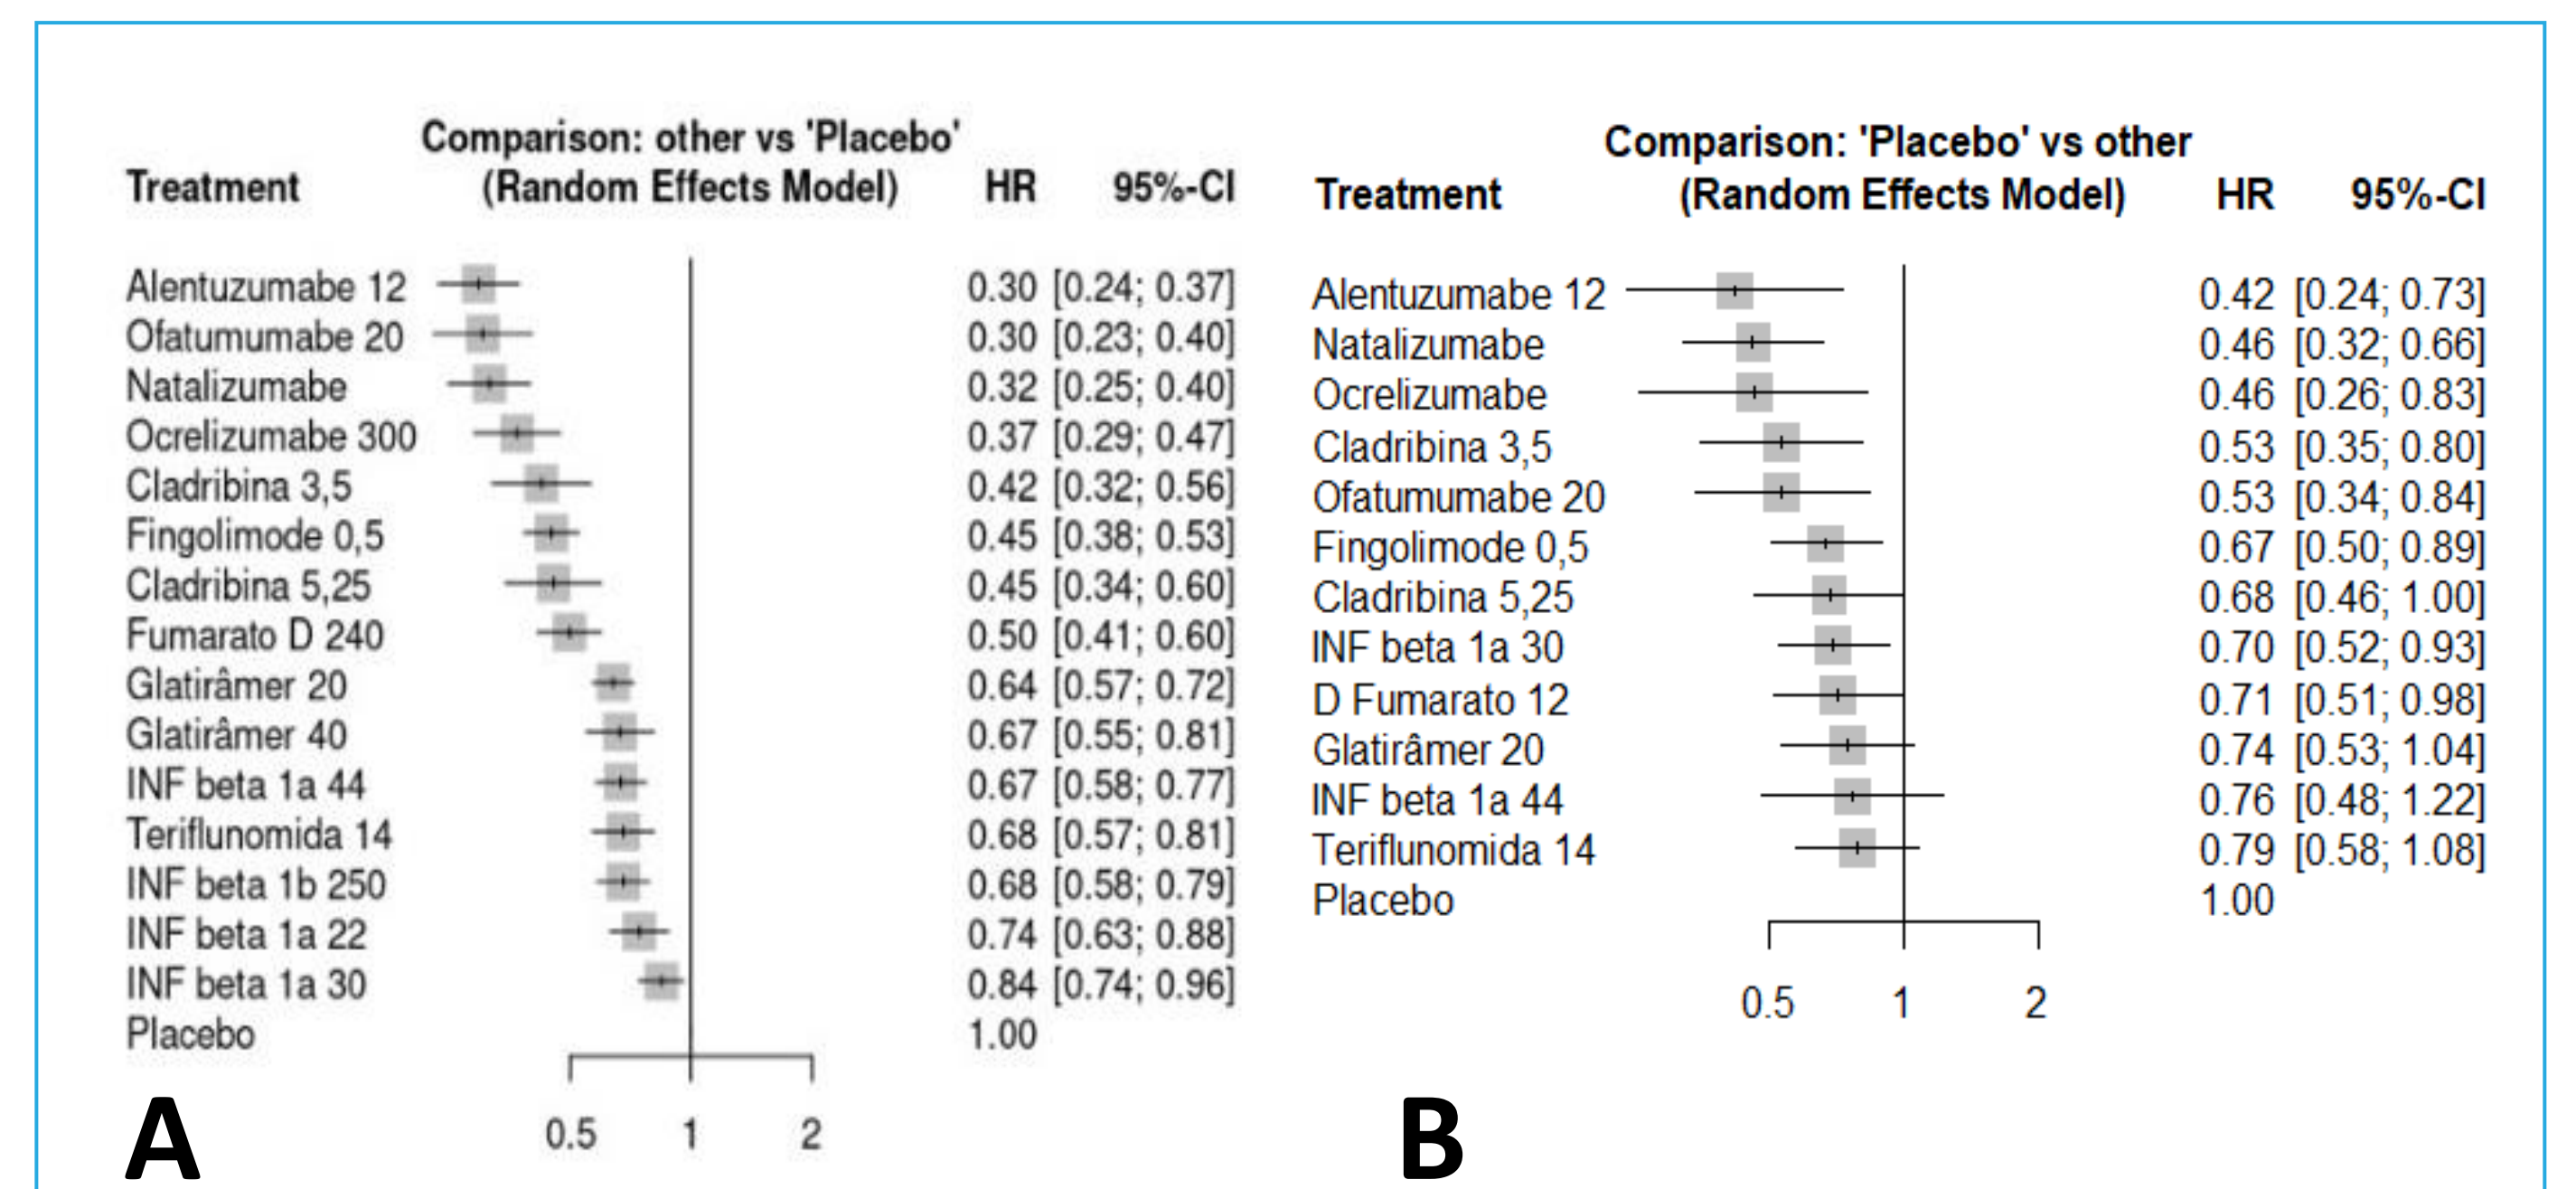 Comparison: other vs 'Placebo'
Treatment (Random Effects Model) HR 95%-CI
Alentuzumabe 12 0.30 [0.24; 0.37]
Ofatumumabe 20 0.30 [0.23; 0.40]
Natalizumabe 0.32 [0.25; 0.40]
Ocrelizumabe 300 0.37 [0.29; 0.47]
Cladribina 3,5 0.42 [0.32; 0.56]
Fingolimode 0,5 0.45 [0.38; 0.53]
Cladribina 5,25 0.45 [0.34; 0.60]
Fumarato D 240 0.50 [0.41; 0.60]
Glatirâmer 20 0.64 [0.57; 0.72]
Glatirâmer 40 0.67 [0.55; 0.81]
INF beta 1a 44 0.67 [0.58; 0.77]
Teriflunomida 14 0.68 [0.57; 0.81]
INF beta 1b 250 0.68 [0.58; 0.79]
INF beta 1a 22 0.74 [0.63; 0.88]
INF beta 1a 30 0.84 [0.74; 0.96]
Placebo 1.00
0.5 1 2
A
Comparison: 'Placebo' vs other
Treatment (Random Effects Model) HR 95%-CI
Alentuzumabe 12 0.42 [0.24; 0.73]
Natalizumabe 0.46 [0.32; 0.66]
Ocrelizumabe 0.46 [0.26; 0.83]
Cladribina 3,5 0.53 [0.35; 0.80]
Ofatumumabe 20 0.53 [0.34; 0.84]
Fingolimode 0,5 0.67 [0.50; 0.89]
Cladribina 5,25 0.68 [0.46; 1.00]
INF beta 1a 30 0.70 [0.52; 0.93]
D Fumarato 12 0.71 [0.51; 0.98]
Glatirâmer 20 0.74 [0.53; 1.04]
INF beta 1a 44 0.76 [0.48; 1.22]
Teriflunomida 14 0.79 [0.58; 1.08]
Placebo 1.00
0.5 1 2
B